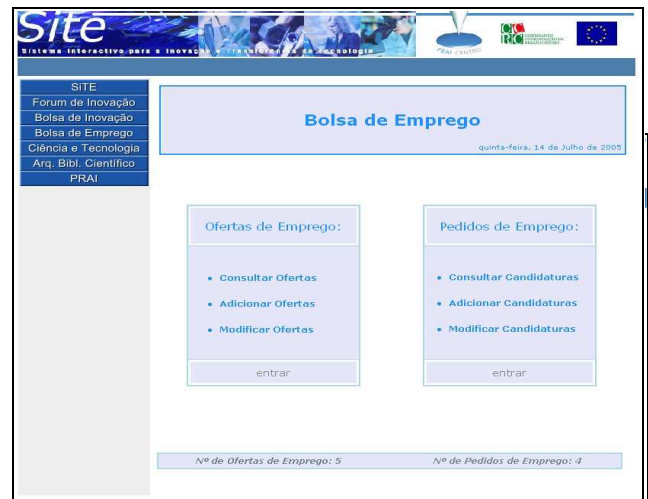 SiTE
Sistema Interactivo para a Inovação e Transferência de Tecnologia
PRAI CENTRO
SiTE
Forum de Inovação
Bolsa de Inovação
Bolsa de Emprego
Ciência e Tecnologia
Arq. Bibl. Científico
PRAI
Bolsa de Emprego
quinta-feira, 14 de Julho de 2005
Ofertas de Emprego:
• Consultar Ofertas
• Adicionar Ofertas
• Modificar Ofertas
entrar
Pedidos de Emprego:
• Consultar Candidaturas
• Adicionar Candidaturas
• Modificar Candidaturas
entrar
Nº de Ofertas de Emprego: 5
Nº de Pedidos de Emprego: 4